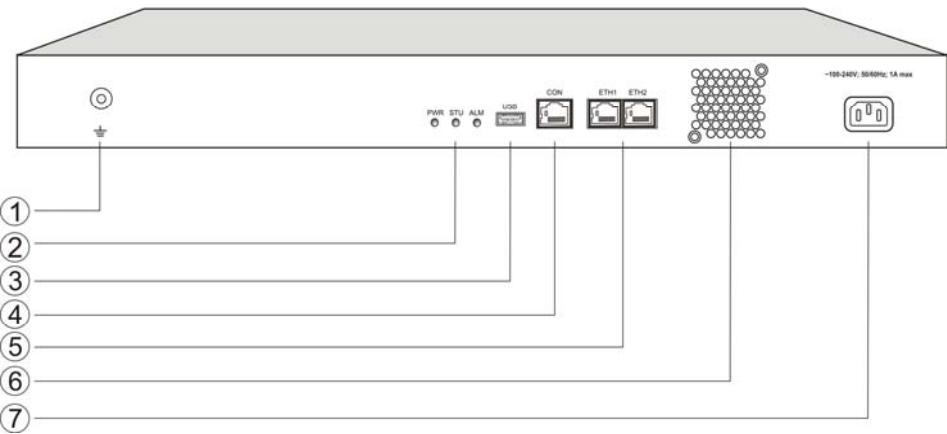 ~100-240V; 50/60Hz; 1A max
CON
ETH1 ETH2
USB
PWR STU ALM
1
2
3
4
5
6
7